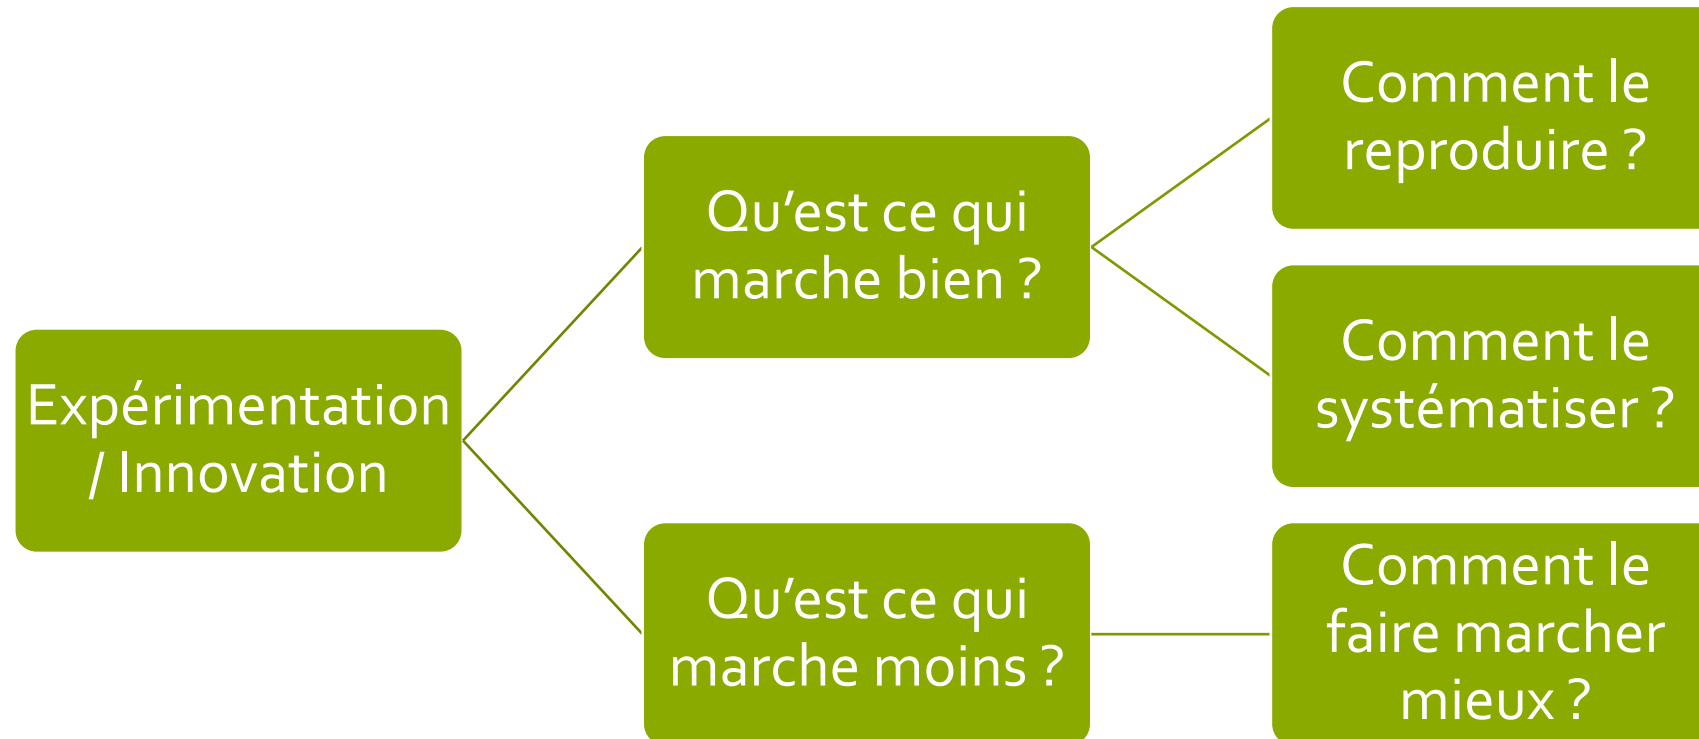 Expérimentation
/ Innovation
Qu’est ce qui
marche bien ?
Comment le
reproduire ?
Comment le
systématiser ?
Qu’est ce qui
marche moins ?
Comment le
faire marcher
mieux ?